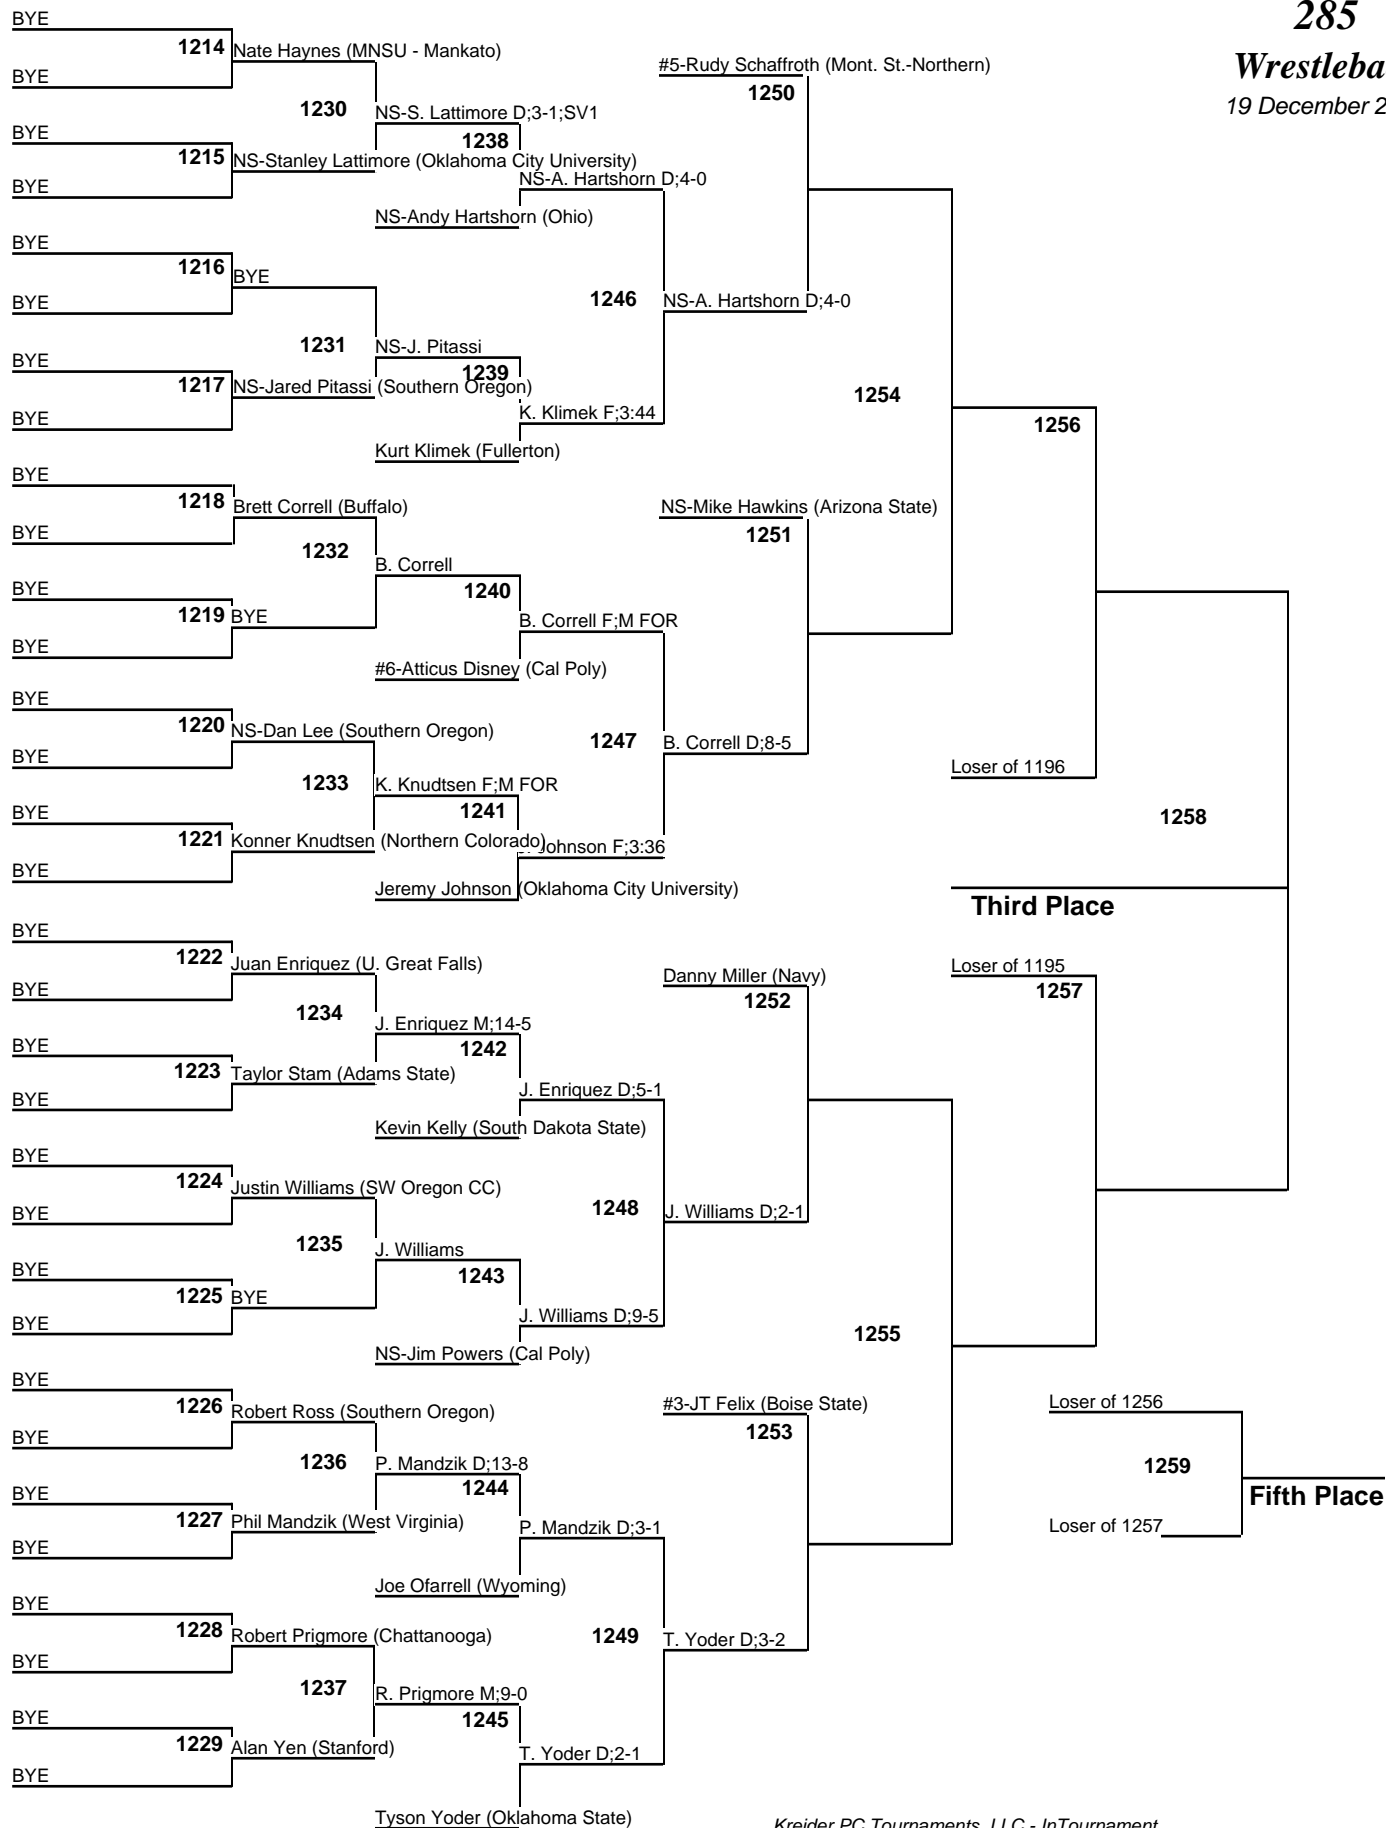 285
Wrestleba
19 December 2
BYE
1214
Nate Haynes (MNSU - Mankato)
BYE
1230
NS-S. Lattimore D;3-1;SV1
BYE
1238
1215
NS-Stanley Lattimore (Oklahoma City University)
BYE
NS-A. Hartshorn D;4-0
NS-Andy Hartshorn (Ohio)
BYE
1216
BYE
BYE
1246
NS-A. Hartshorn D;4-0
1231
NS-J. Pitassi
BYE
1239
1217
NS-Jared Pitassi (Southern Oregon)
BYE
K. Klimek F;3:44
Kurt Klimek (Fullerton)
#5-Rudy Schaffroth (Mont. St.-Northern)
1250
1254
1256
BYE
1218
Brett Correll (Buffalo)
BYE
1232
B. Correll
BYE
1240
1219
BYE
BYE
B. Correll F;M FOR
#6-Atticus Disney (Cal Poly)
NS-Mike Hawkins (Arizona State)
1251
BYE
1220
NS-Dan Lee (Southern Oregon)
BYE
1247
B. Correll D;8-5
1233
K. Knudtsen F;M FOR
BYE
1241
1221
Konner Knudtsen (Northern Colorado)
Johnson F;3:36
BYE
Jeremy Johnson (Oklahoma City University)
Loser of 1196
1258
Third Place
BYE
1222
Juan Enriquez (U. Great Falls)
BYE
1234
J. Enriquez M;14-5
BYE
1242
1223
Taylor Stam (Adams State)
BYE
J. Enriquez D;5-1
Kevin Kelly (South Dakota State)
Danny Miller (Navy)
1252
Loser of 1195
1257
BYE
1224
Justin Williams (SW Oregon CC)
BYE
1248
J. Williams D;2-1
1235
J. Williams
BYE
1243
1225
BYE
BYE
J. Williams D;9-5
NS-Jim Powers (Cal Poly)
1255
BYE
1226
Robert Ross (Southern Oregon)
BYE
#3-JT Felix (Boise State)
1253
1236
P. Mandzik D;13-8
BYE
1244
1227
Phil Mandzik (West Virginia)
BYE
P. Mandzik D;3-1
Joe Ofarrell (Wyoming)
Loser of 1256
1259
Fifth Place
Loser of 1257
BYE
1228
Robert Prigmore (Chattanooga)
BYE
1249
T. Yoder D;3-2
1237
R. Prigmore M;9-0
BYE
1245
1229
Alan Yen (Stanford)
BYE
T. Yoder D;2-1
Tyson Yoder (Oklahoma State)
Kreider PC Tournaments, LLC - InTournament